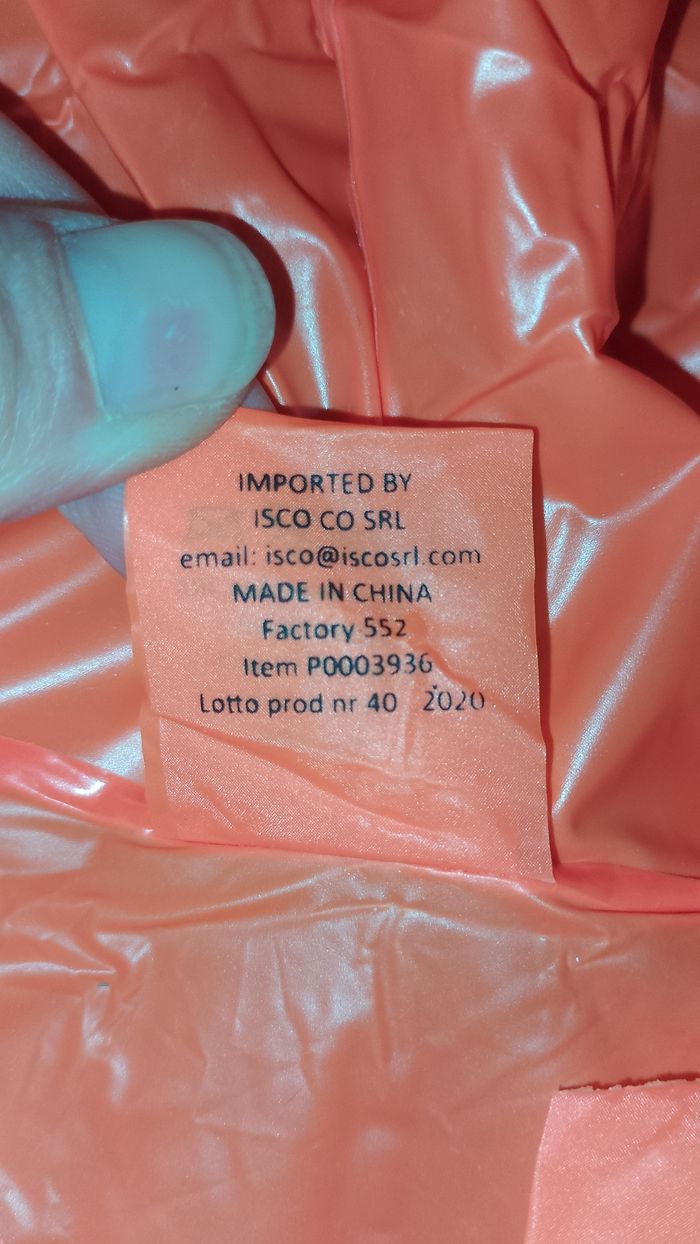 IMPORTED BY
ISCO CO SRL
email: isco@iscosrl.com
MADE IN CHINA
Factory 552
Item P0003936
Lotto prod nr 40 2020